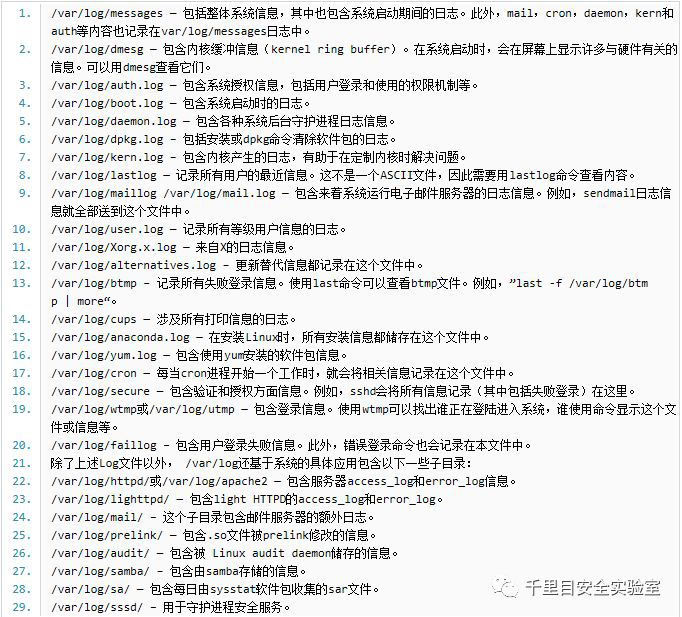 1. /var/log/messages — 包括整体系统信息，其中也包含系统启动期间的日志。此外，mail，cron，daemon，kern和
auth等内容也记录在var/log/messages日志中。
2. /var/log/dmesg — 包含内核缓冲信息（kernel ring buffer）。在系统启动时，会在屏幕上显示许多与硬件有关的
信息。可以用dmesg查看它们。
3. /var/log/auth.log — 包含系统授权信息，包括用户登录和使用的权限机制等。
4. /var/log/boot.log — 包含系统启动时的日志。
5. /var/log/daemon.log — 包含各种系统后台守护进程日志信息。
6. /var/log/dpkg.log – 包括安装或dpkg命令清除软件包的日志。
7. /var/log/kern.log – 包含内核产生的日志，有助于在定制内核时解决问题。
8. /var/log/lastlog — 记录所有用户的最近信息。这不是一个ASCII文件，因此需要用lastlog命令查看内容。
9. /var/log/maillog /var/log/mail.log — 包含来着系统运行电子邮件服务器的日志信息。例如，sendmail日志信
息就全部送到这个文件中。
10. /var/log/user.log — 记录所有等级用户信息的日志。
11. /var/log/Xorg.x.log — 来自X的日志信息。
12. /var/log/alternatives.log – 更新替代信息都记录在这个文件中。
13. /var/log/btmp – 记录所有失败登录信息。使用last命令可以查看btmp文件。例如，”last -f /var/log/btm
p | more“。
14. /var/log/cups — 涉及所有打印信息的日志。
15. /var/log/anaconda.log — 在安装Linux时，所有安装信息都储存在这个文件中。
16. /var/log/yum.log — 包含使用yum安装的软件包信息。
17. /var/log/cron — 每当cron进程开始一个工作时，就会将相关信息记录在这个文件中。
18. /var/log/secure — 包含验证和授权方面信息。例如，sshd会将所有信息记录（其中包括失败登录）在这里。
19. /var/log/wtmp或/var/log/utmp — 包含登录信息。使用wtmp可以找出谁正在登陆进入系统，谁使用命令显示这个文
件或信息等。
20. /var/log/faillog – 包含用户登录失败信息。此外，错误登录命令也会记录在本文件中。
21. 除了上述Log文件以外， /var/log还基于系统的具体应用包含以下一些子目录：
22. /var/log/httpd/或/var/log/apache2 — 包含服务器access_log和error_log信息。
23. /var/log/lighttpd/ — 包含light HTTPD的access_log和error_log。
24. /var/log/mail/ – 这个子目录包含邮件服务器的额外日志。
25. /var/log/prelink/ — 包含.so文件被prelink修改的信息。
26. /var/log/audit/ — 包含被 Linux audit daemon储存的信息。
27. /var/log/samba/ – 包含由samba存储的信息。
28. /var/log/sa/ — 包含每日由sysstat软件包收集的sar文件。
29. /var/log/sssd/ – 用于守护进程安全服务。
千里目安全实验室